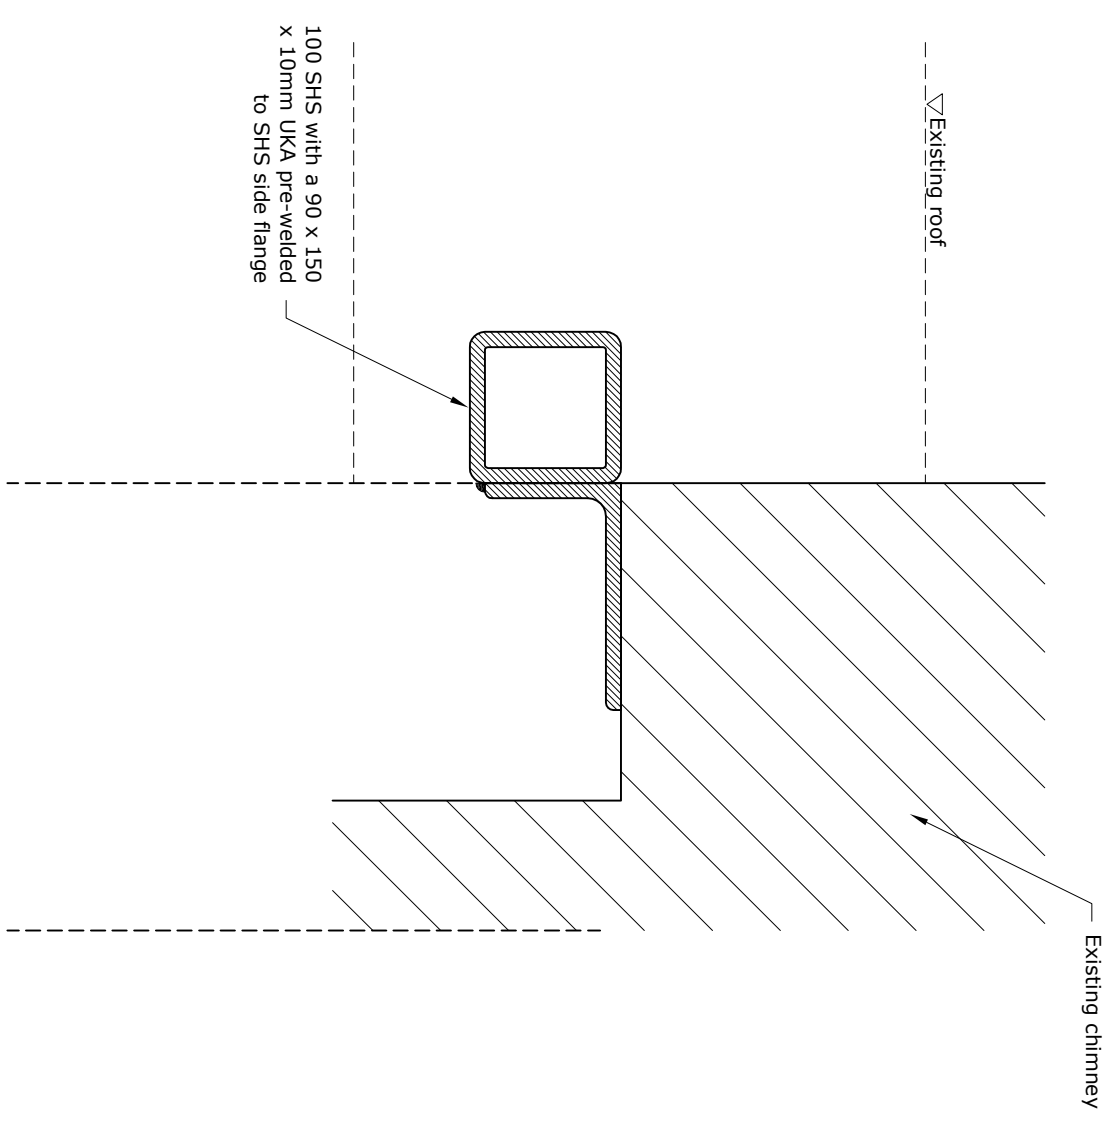 Existing roof
100 SHS with a 90 x 150
x 10mm UKA pre-welded
to SHS side flange
Existing chimney